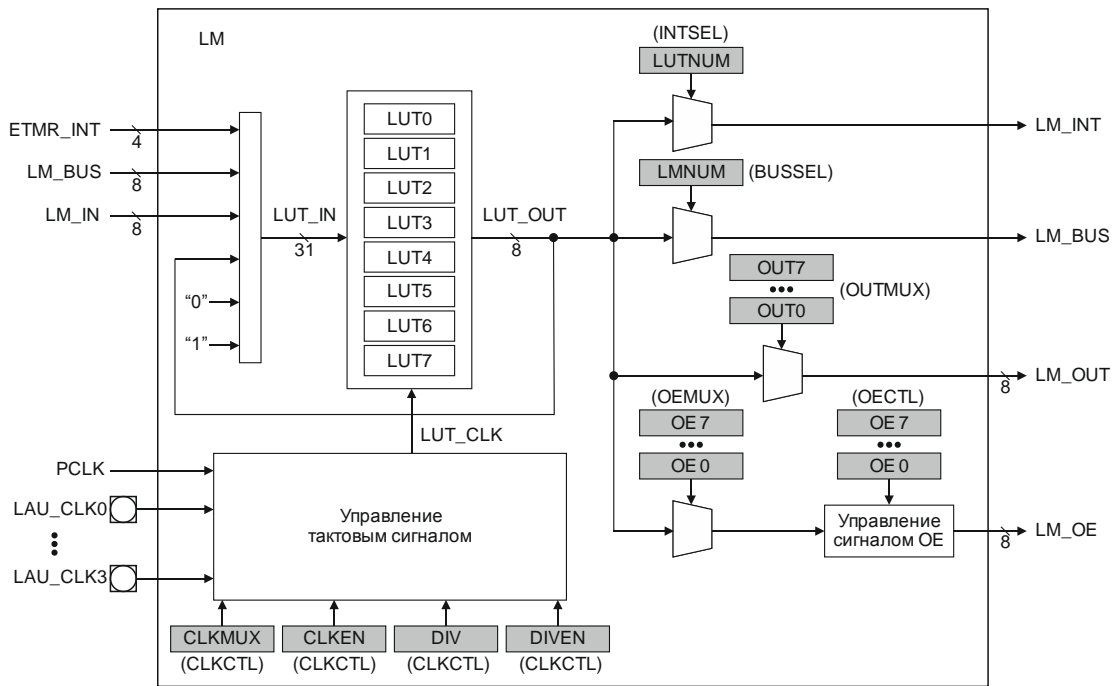 LM
(INTSEL)
LUTNUM
ETMR_INT
4
LM_BUS
8
LM_IN
8
"0"
"1"
LUT_IN
31
LUT0
LUT1
LUT2
LUT3
LUT4
LUT5
LUT6
LUT7
LUT_OUT
8
LM_INT
LMNUM
(BUSSEL)
LM_BUS
OUT7
OUT0
(OUTMUX)
LM_OUT
8
(OEMUX)
OE 7
OE 0
(OECTL)
OE 7
OE 0
Управление
сигналом OE
LM_OE
8
LUT_CLK
PCLK
LAU_CLK0
LAU_CLK3
Управление
тактовым сигналом
CLKMUX
(CLKCTL)
CLKEN
(CLKCTL)
DIV
(CLKCTL)
DIVEN
(CLKCTL)